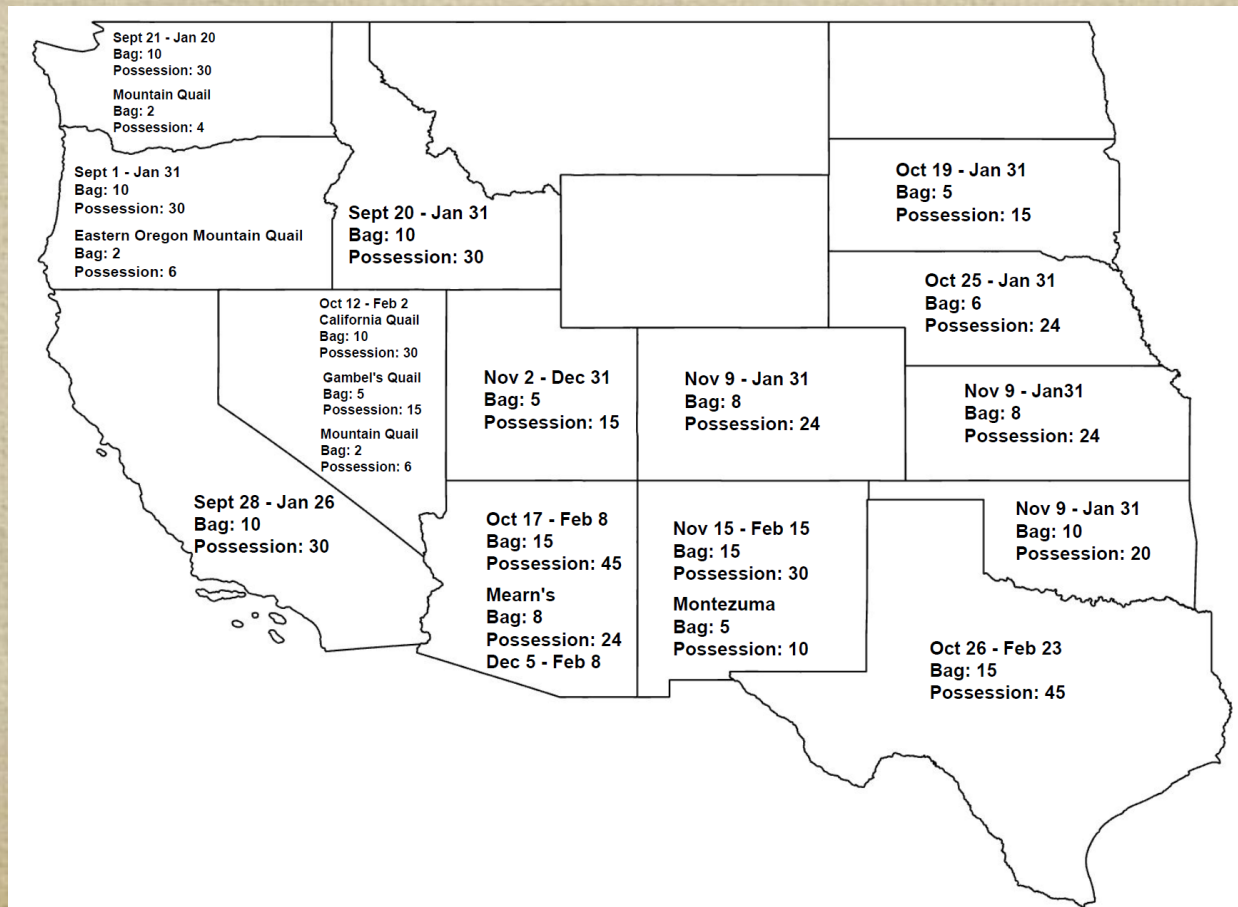 Sept 21 - Jan 20
Bag: 10
Possession: 30
Mountain Quail
Bag: 2
Possession: 4
Sept 1 - Jan 31
Bag: 10
Possession: 30
Eastern Oregon Mountain Quail
Bag: 2
Possession: 6
Sept 20 - Jan 31
Bag: 10
Possession: 30
Oct 19 - Jan 31
Bag: 5
Possession: 15
Oct 25 - Jan 31
Bag: 6
Possession: 24
Oct 12 - Feb 2
California Quail
Bag: 10
Possession: 30
Gambel's Quail
Bag: 5
Possession: 15
Mountain Quail
Bag: 2
Possession: 6
Nov 2 - Dec 31
Bag: 5
Possession: 15
Nov 9 - Jan 31
Bag: 8
Possession: 24
Nov 9 - Jan31
Bag: 8
Possession: 24
Sept 28 - Jan 26
Bag: 10
Possession: 30
Oct 17 - Feb 8
Bag: 15
Possession: 45
Mearn's
Bag: 8
Possession: 24
Dec 5 - Feb 8
Nov 15 - Feb 15
Bag: 15
Possession: 30
Montezuma
Bag: 5
Possession: 10
Nov 9 - Jan 31
Bag: 10
Possession: 20
Oct 26 - Feb 23
Bag: 15
Possession: 45